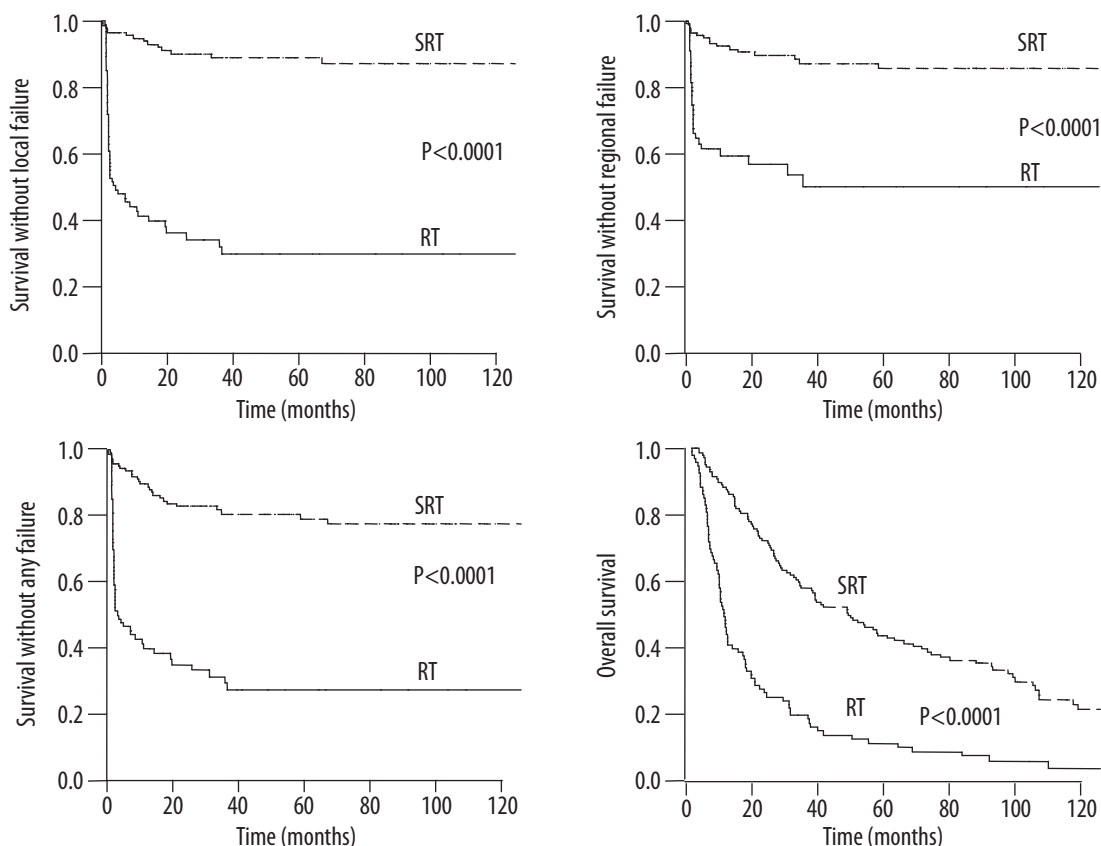 Survival without local failure
1.0
0.8
0.6
0.4
0.2
0.0
SRT
P<0.0001
RT
0 20 40 60 80 100 120
Time (months)
Survival without regional failure
1.0
0.8
0.6
0.4
0.2
0.0
SRT
P<0.0001
RT
0 20 40 60 80 100 120
Time (months)
Survival without any failure
1.0
0.8
0.6
0.4
0.2
0.0
SRT
P<0.0001
RT
0 20 40 60 80 100 120
Time (months)
Overall survival
1.0
0.8
0.6
0.4
0.2
0.0
SRT
RT P<0.0001
0 20 40 60 80 100 120
Time (months)